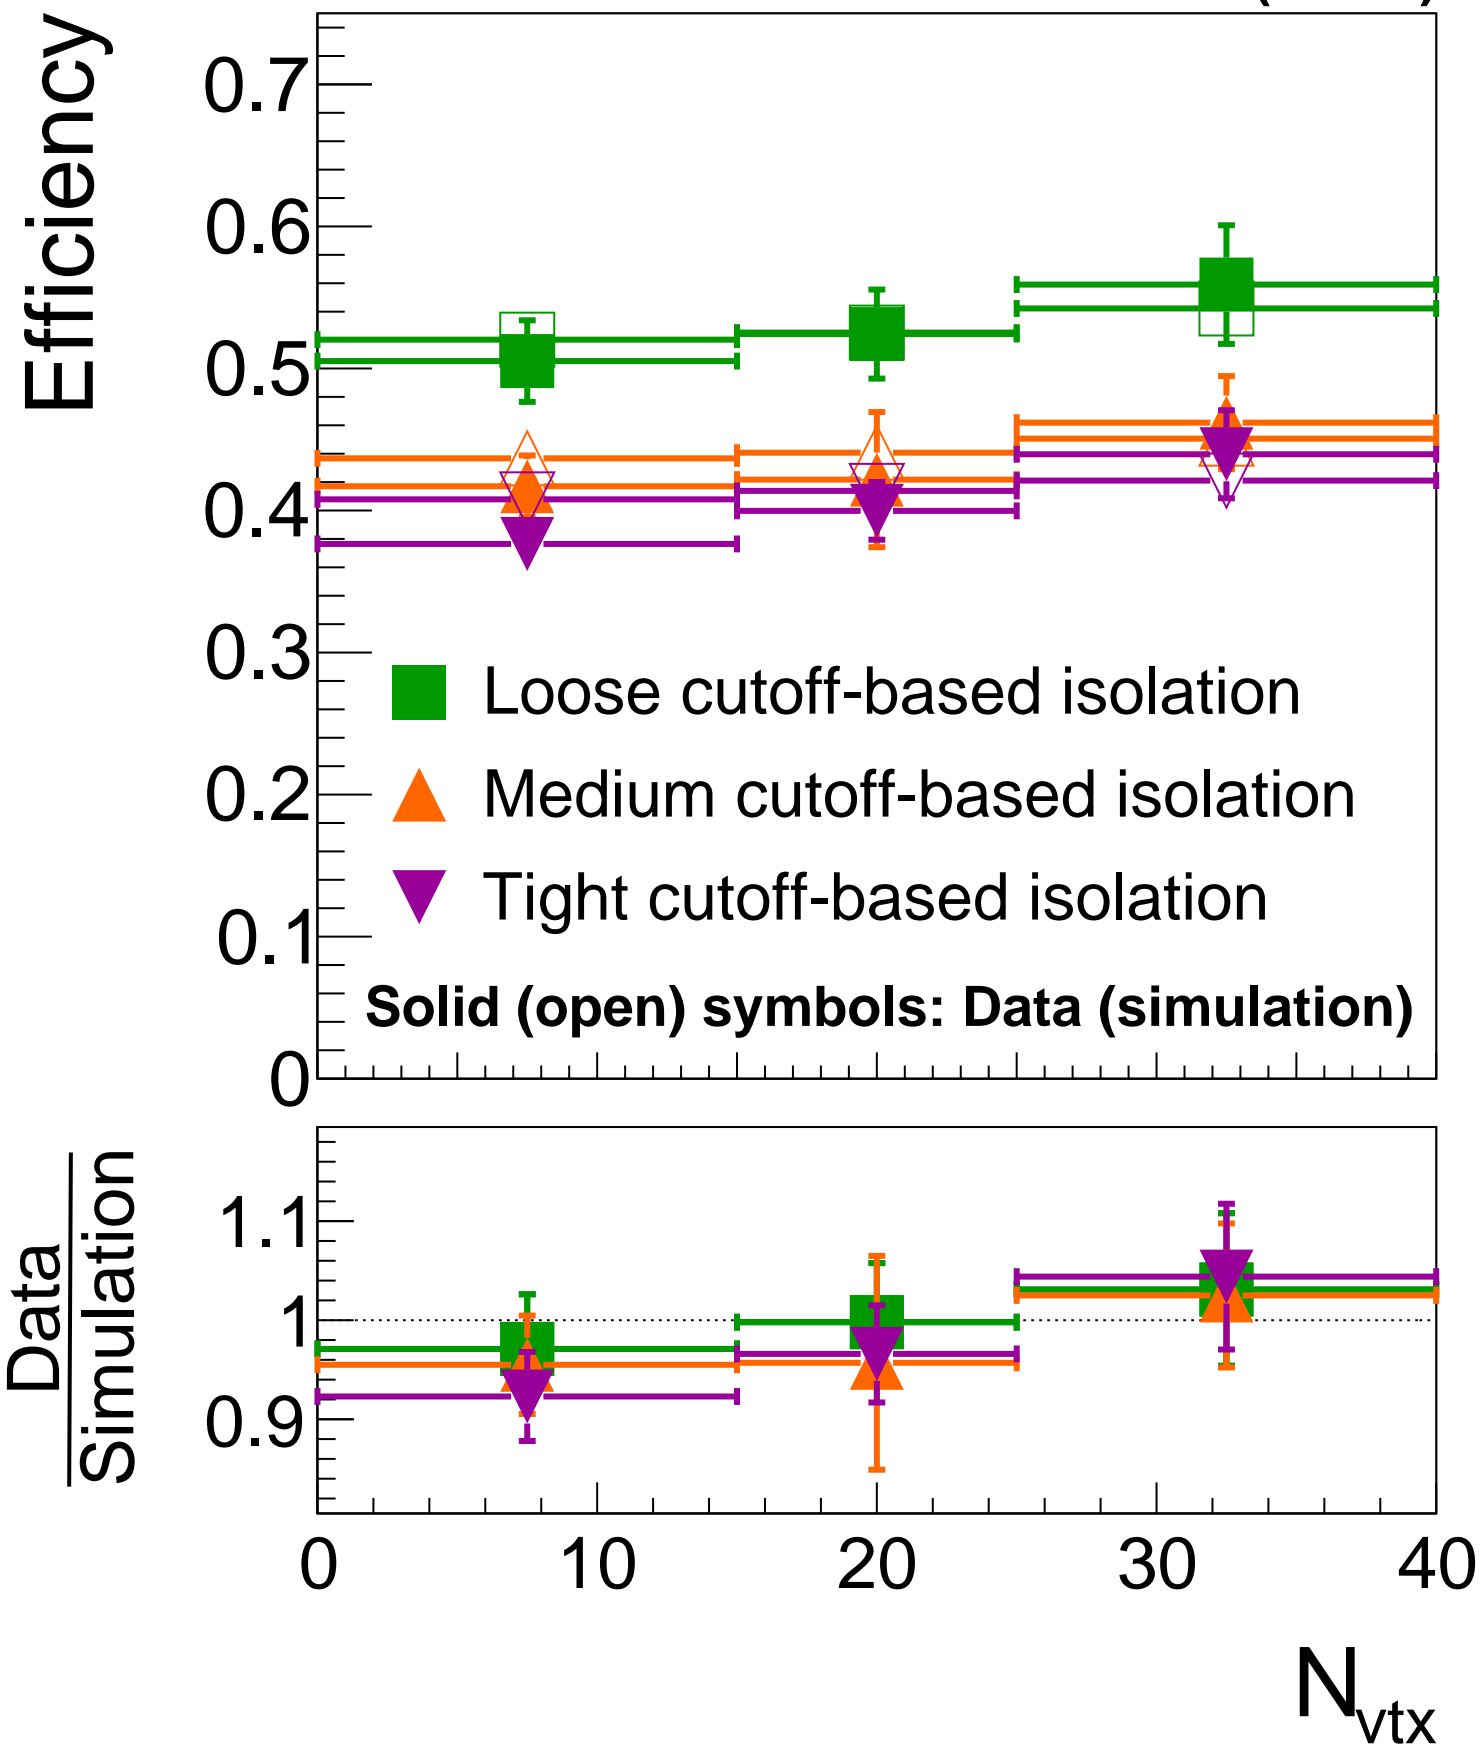 Efficiency
0.7
0.6
0.5
0.4
0.3
0.2
0.1
0
Loose cutoff-based isolation
Medium cutoff-based isolation
Tight cutoff-based isolation
Solid (open) symbols: Data (simulation)
Data
Simulation
1.1
1
0.9
0 10 20 30 40
N_vtx